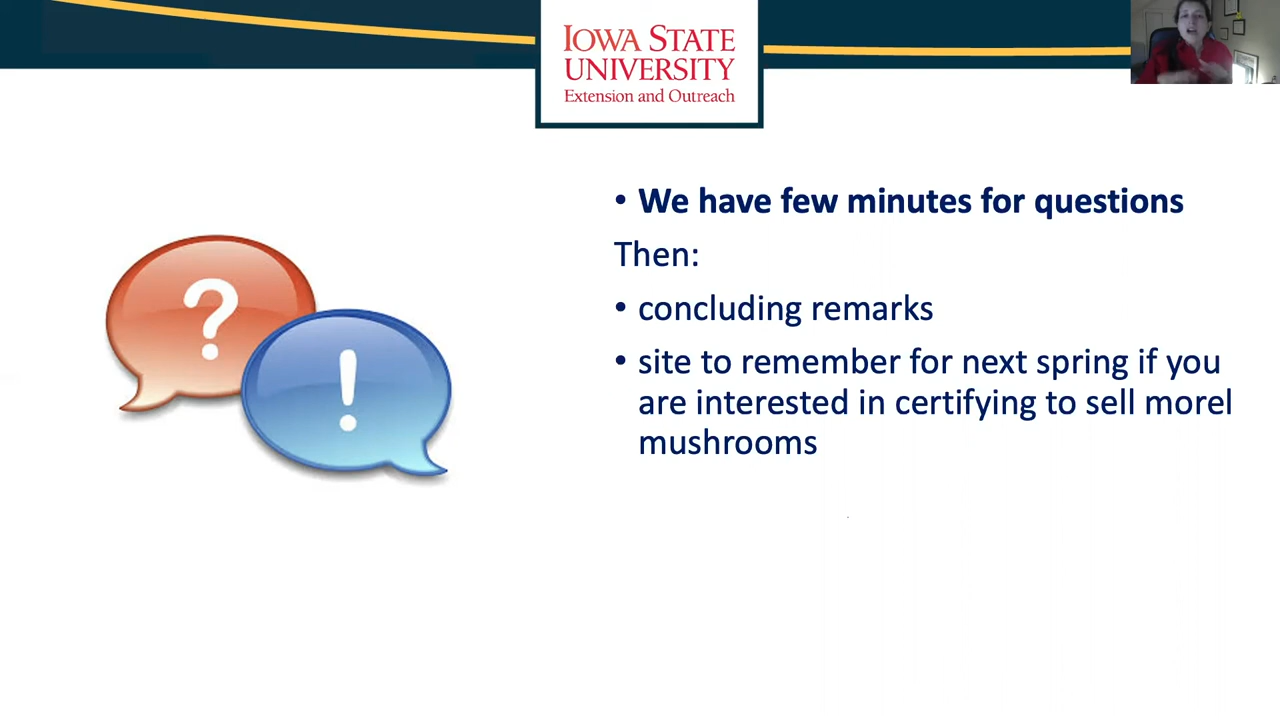 IOWA STATE
UNIVERSITY
Extension and Outreach
• We have few minutes for questions
Then:
• concluding remarks
• site to remember for next spring if you
are interested in certifying to sell morel
mushrooms
?
!